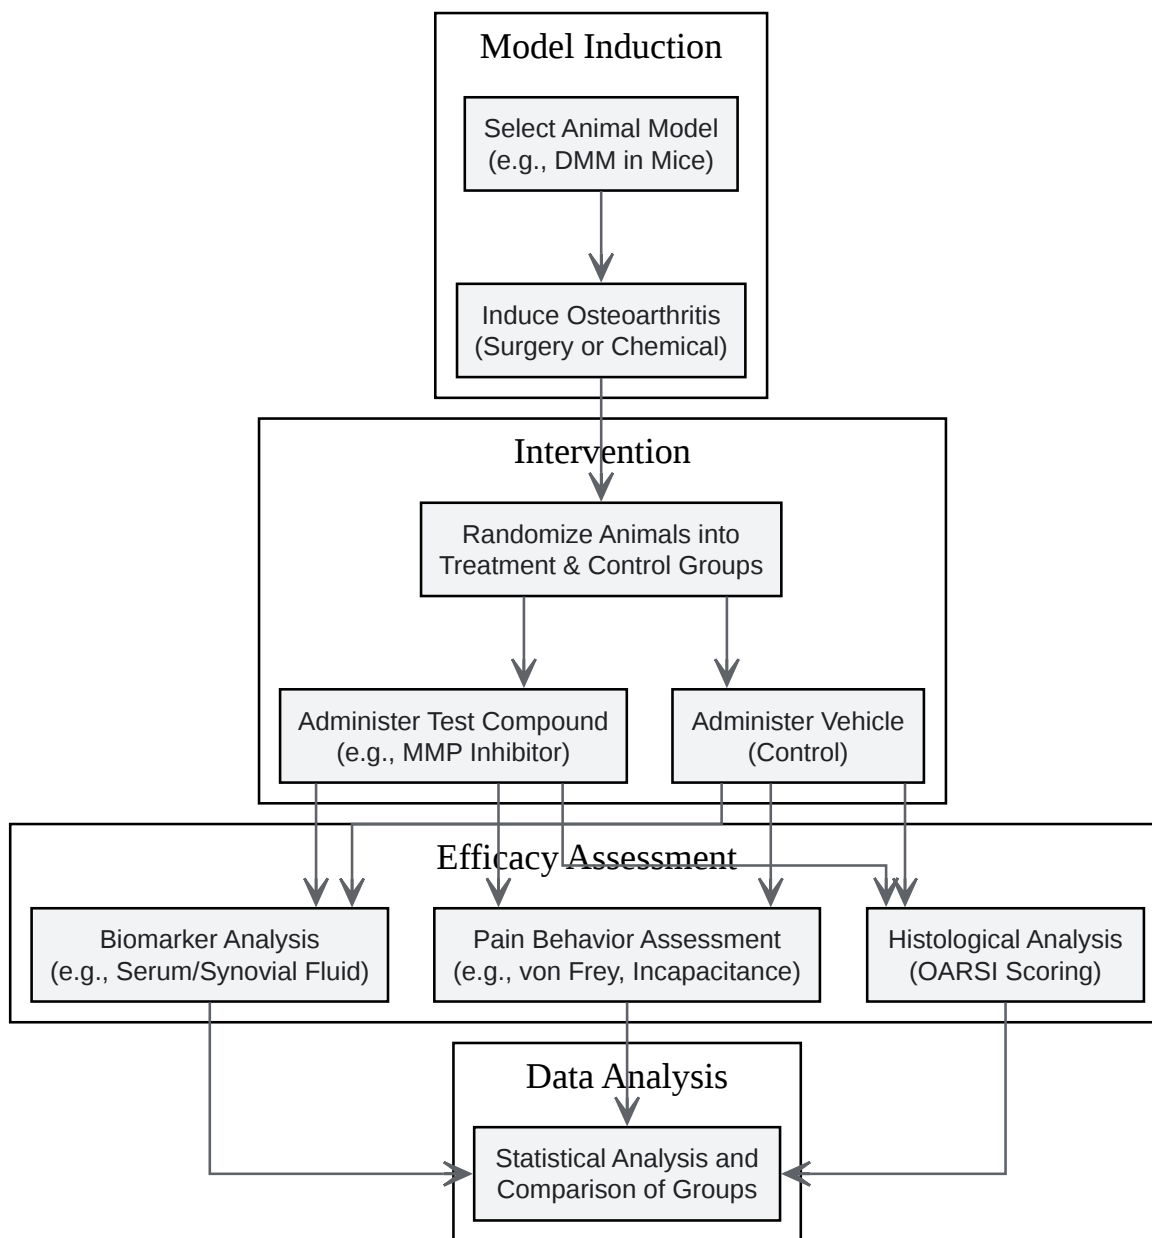 Model Induction
Select Animal Model
(e.g., DMM in Mice)
Induce Osteoarthritis
(Surgery or Chemical)
Intervention
Randomize Animals into
Treatment & Control Groups
Administer Test Compound
(e.g., MMP Inhibitor)
Administer Vehicle
(Control)
Efficacy Assessment
Biomarker Analysis
(e.g., Serum/Synovial Fluid)
Pain Behavior Assessment
(e.g., von Frey, Incapacitance)
Histological Analysis
(OARSI Scoring)
Data Analysis
Statistical Analysis and
Comparison of Groups